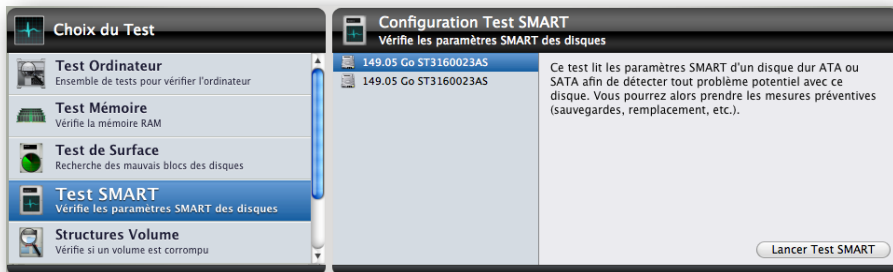 Choix du Test
Test Ordinateur
Ensemble de tests pour vérifier l'ordinateur
Test Mémoire
Vérifie la mémoire RAM
Test de Surface
Recherche des mauvais blocs des disques
Test SMART
Vérifie les paramètres SMART des disques
Structures Volume
Vérifie si un volume est corrompu
Configuration Test SMART
Vérifie les paramètres SMART des disques
149.05 Go ST3160023AS
149.05 Go ST3160023AS
Ce test lit les paramètres SMART d'un disque dur ATA ou
SATA afin de détecter tout problème potentiel avec ce
disque. Vous pourrez alors prendre les mesures préventives
(sauvegardes, remplacement, etc.).
Lancer Test SMART